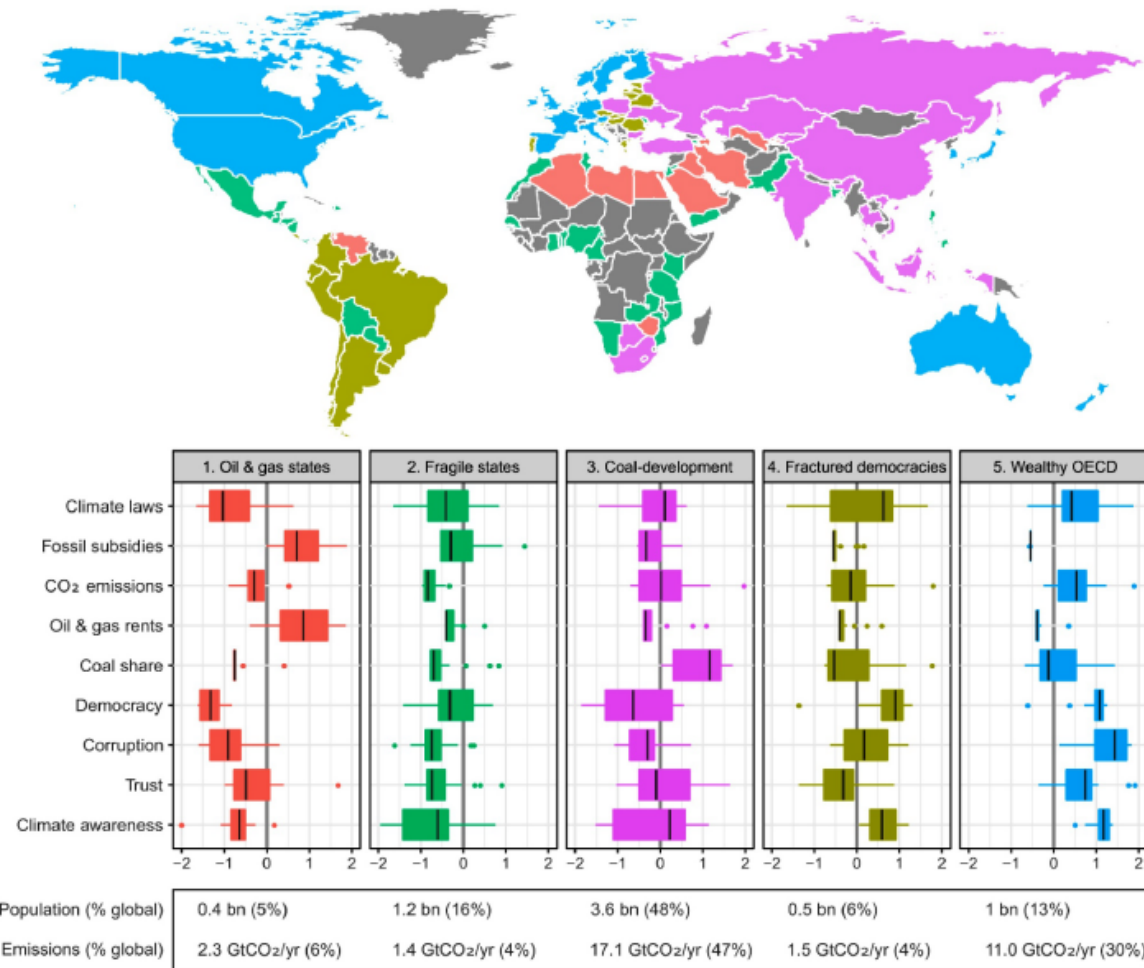 1. Oil & gas states 2. Fragile states 3. Coal-development 4. Fractured democracies 5. Wealthy OECD
Climate laws
Fossil subsidies
CO₂ emissions
Oil & gas rents
Coal share
Democracy
Corruption
Trust
Climate awareness
−2 −1 0 1 2 −2 −1 0 1 2 −2 −1 0 1 2 −2 −1 0 1 2 −2 −1 0 1 2
Population (% global) 0.4 bn (5%) 1.2 bn (16%) 3.6 bn (48%) 0.5 bn (6%) 1 bn (13%)
Emissions (% global) 2.3 GtCO₂/yr (6%) 1.4 GtCO₂/yr (4%) 17.1 GtCO₂/yr (47%) 1.5 GtCO₂/yr (4%) 11.0 GtCO₂/yr (30%)